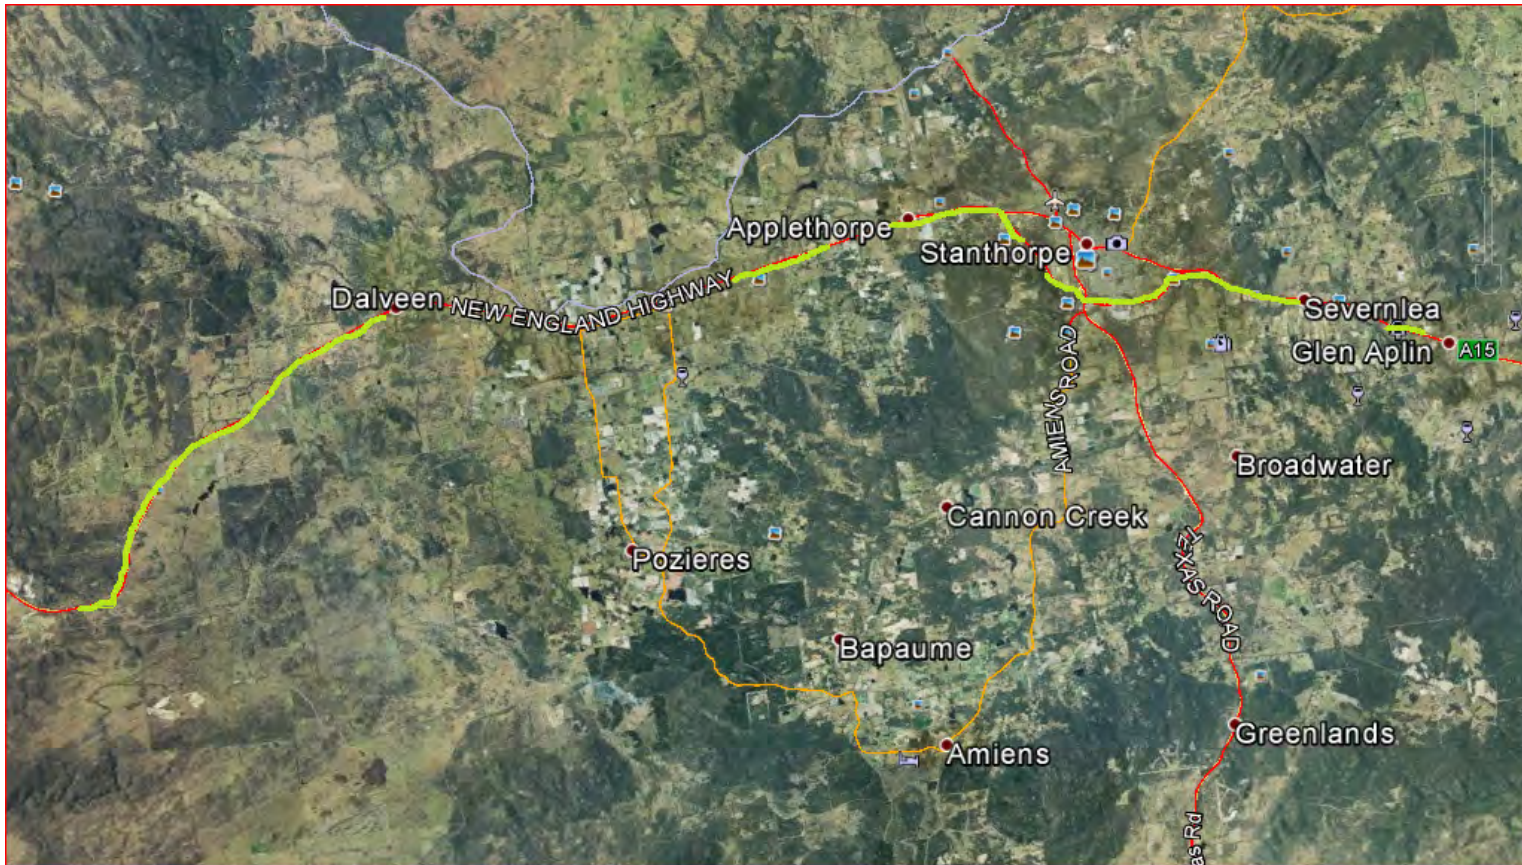 Applethorpe
Stanthorpe
Dalveen
NEW ENGLAND HIGHWAY
Severnlea
Glen Aplin
A15
AMIENS ROAD
Broadwater
Cannon Creek
TEXAS ROAD
Pozieres
Bapaume
Greenlands
Amiens
as Rd